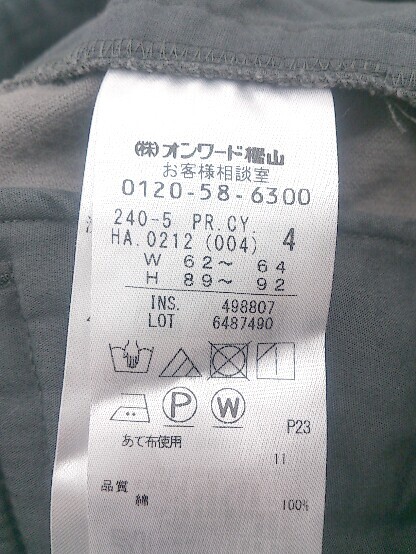 (株)オンワード樫山
お客様相談室
0120-58-6300
240-5 PR.CY.
HA.0212 (004) 4
W 62～ 64
H 89～ 92
INS. 498807
LOT 6487490
P W
P23
あて布使用
11
品質
綿 100%